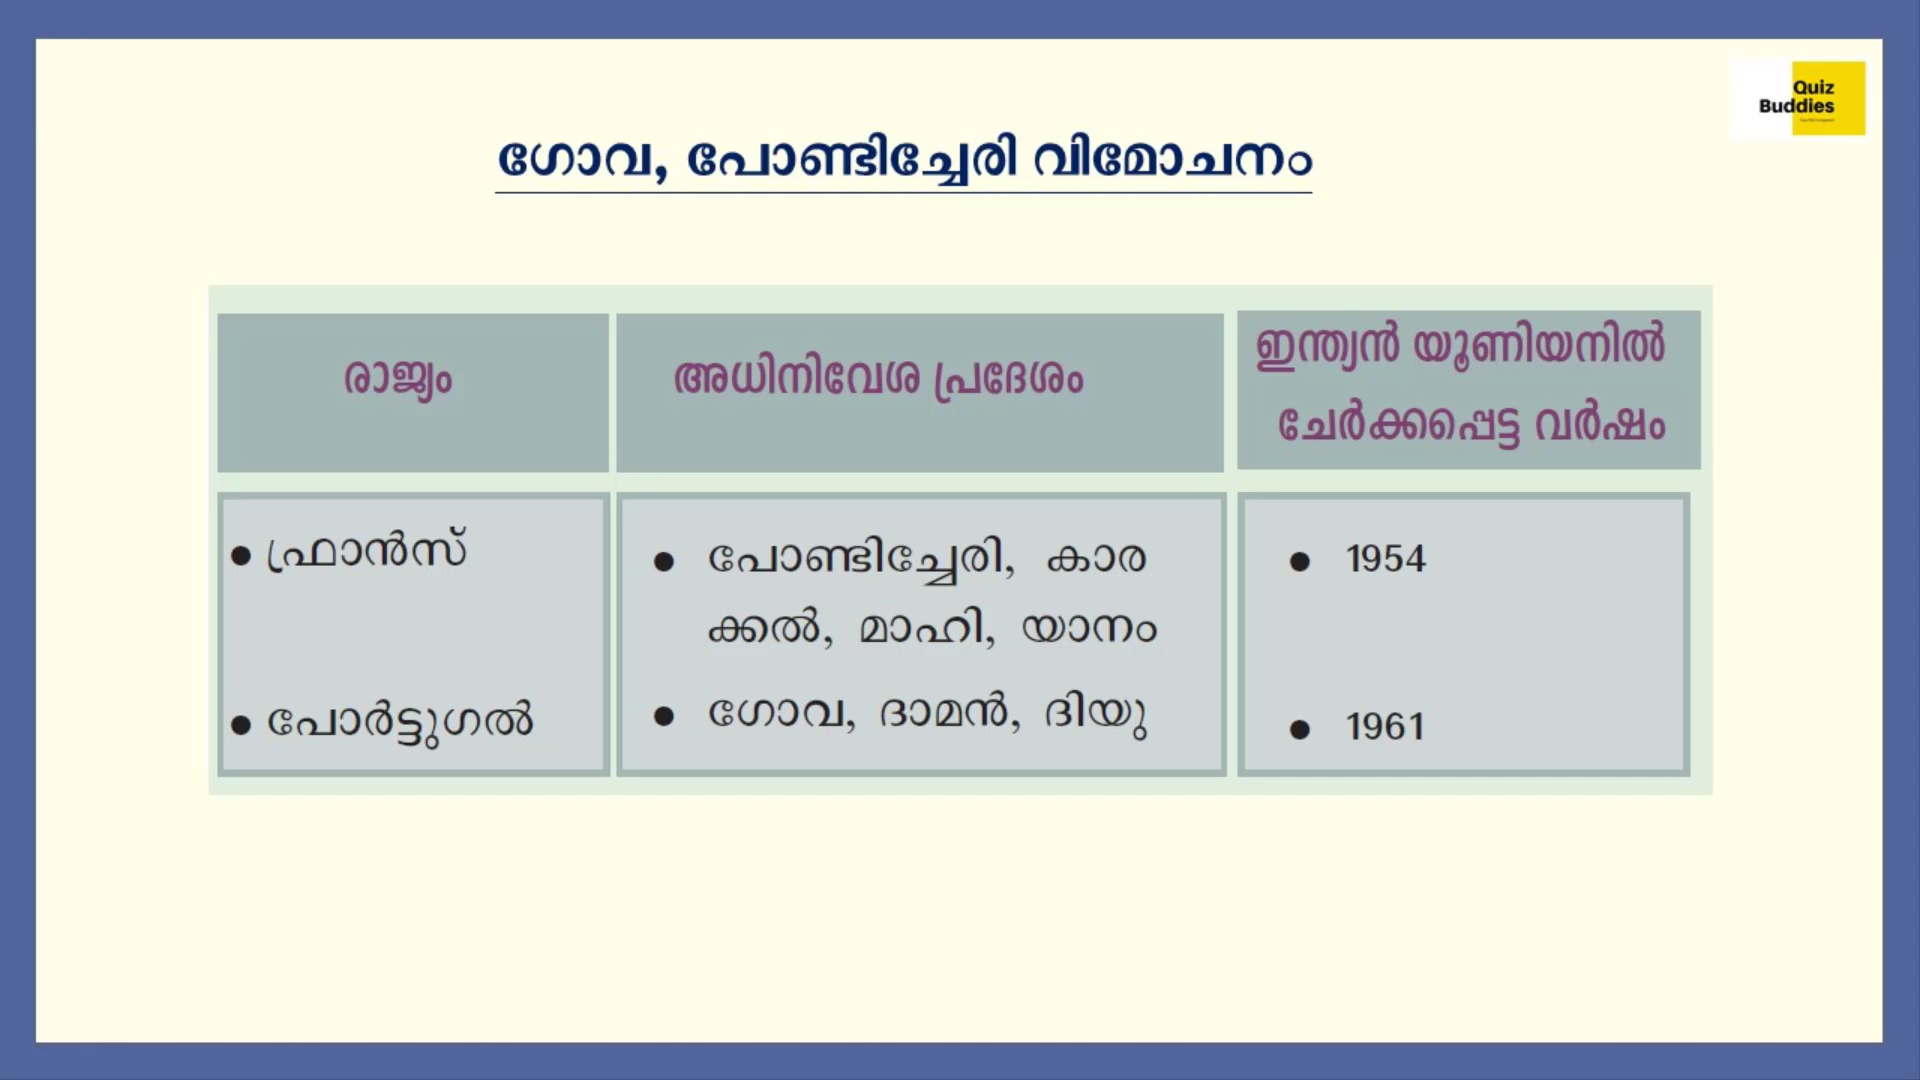 Quiz
Buddies
ഗോവ, പോണ്ടിച്ചേരി വിമോചനം
രാജ്യം
അധിനിവേശ പ്രദേശം
ഇന്ത്യൻ യൂണിയനിൽ
ചേർക്കപ്പെട്ട വർഷം
• ഫ്രാൻസ്
• പോണ്ടിച്ചേരി, കാര
ക്കൽ, മാഹി, യാനം
• 1954
• പോർട്ടുഗൽ
• ഗോവ, ദാമൻ, ദിയു
• 1961